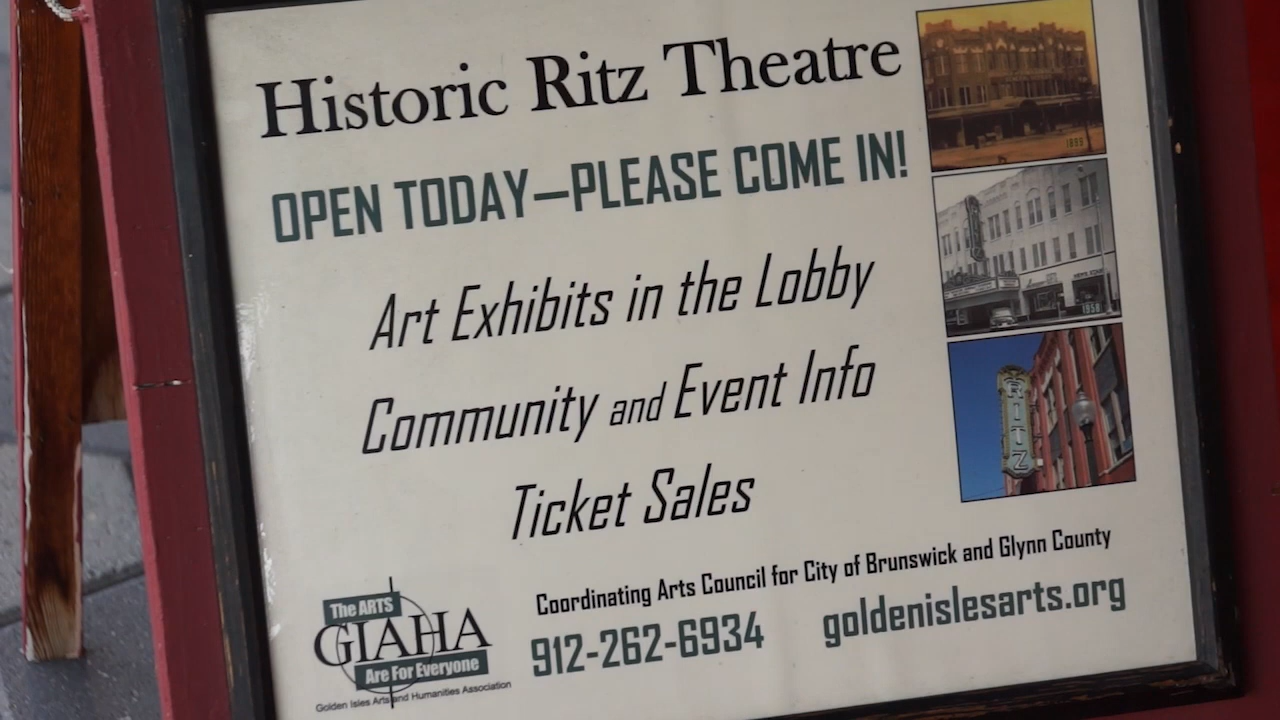 Historic Ritz Theatre
OPEN TODAY—PLEASE COME IN!
Art Exhibits in the Lobby
Community and Event Info
Ticket Sales
1899
1958
RITZ
Coordinating Arts Council for City of Brunswick and Glynn County
912-262-6934 goldenislesarts.org
The ARTS
GIAHA
Are For Everyone
Golden Isles Arts and Humanities Association